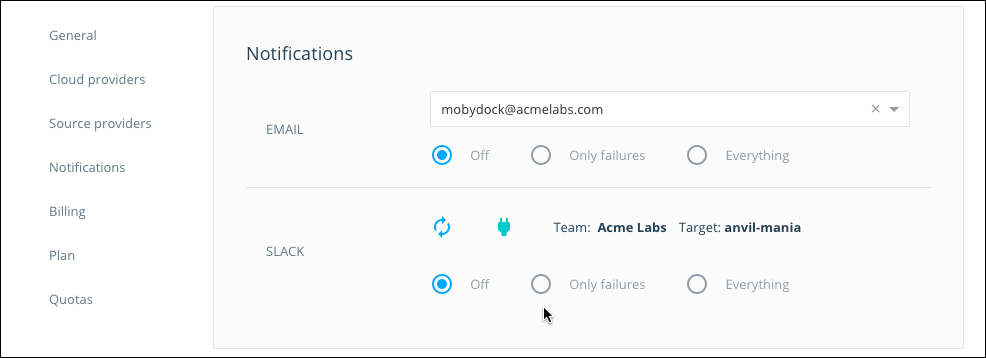 General
Cloud providers
Source providers
Notifications
Billing
Plan
Quotas
Notifications
EMAIL
mobydock@acmelabs.com
Off Only failures Everything
SLACK
Team: Acme Labs Target: anvil-mania
Off Only failures Everything